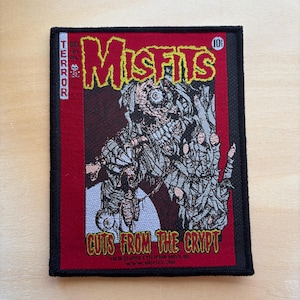 TERROR
MISFITS
10¢
CUTS FROM THE CRYPT